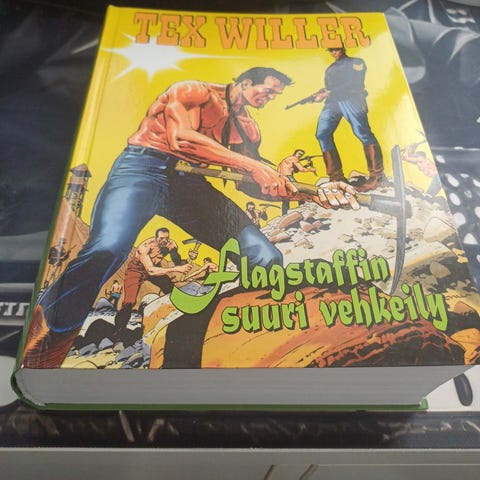 TEX WILLER
Flagstaffin
suuri vehkeily